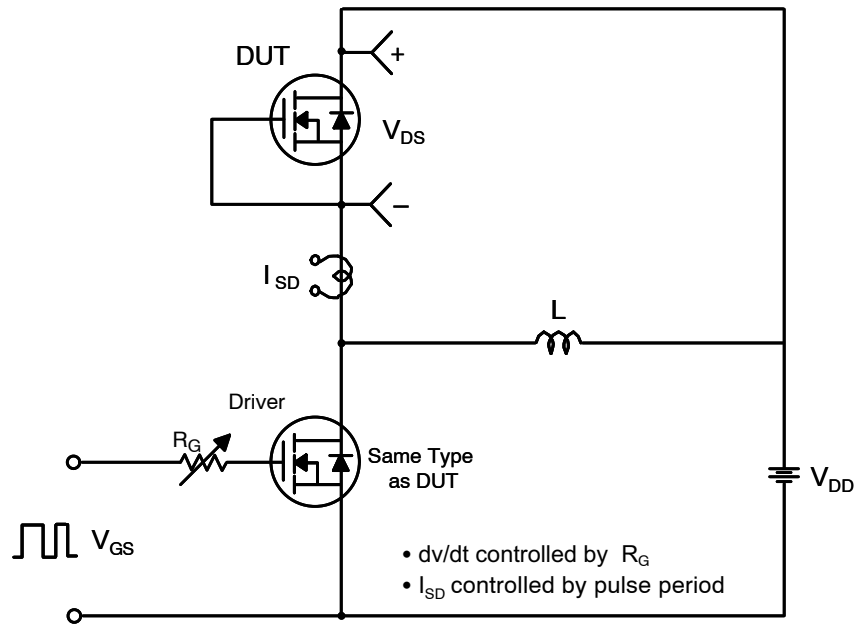 DUT
+
V_DS
–
I_SD
L
Driver
R_G
Same Type
as DUT
V_DD
V_GS
• dv/dt controlled by R_G
• I_SD controlled by pulse period